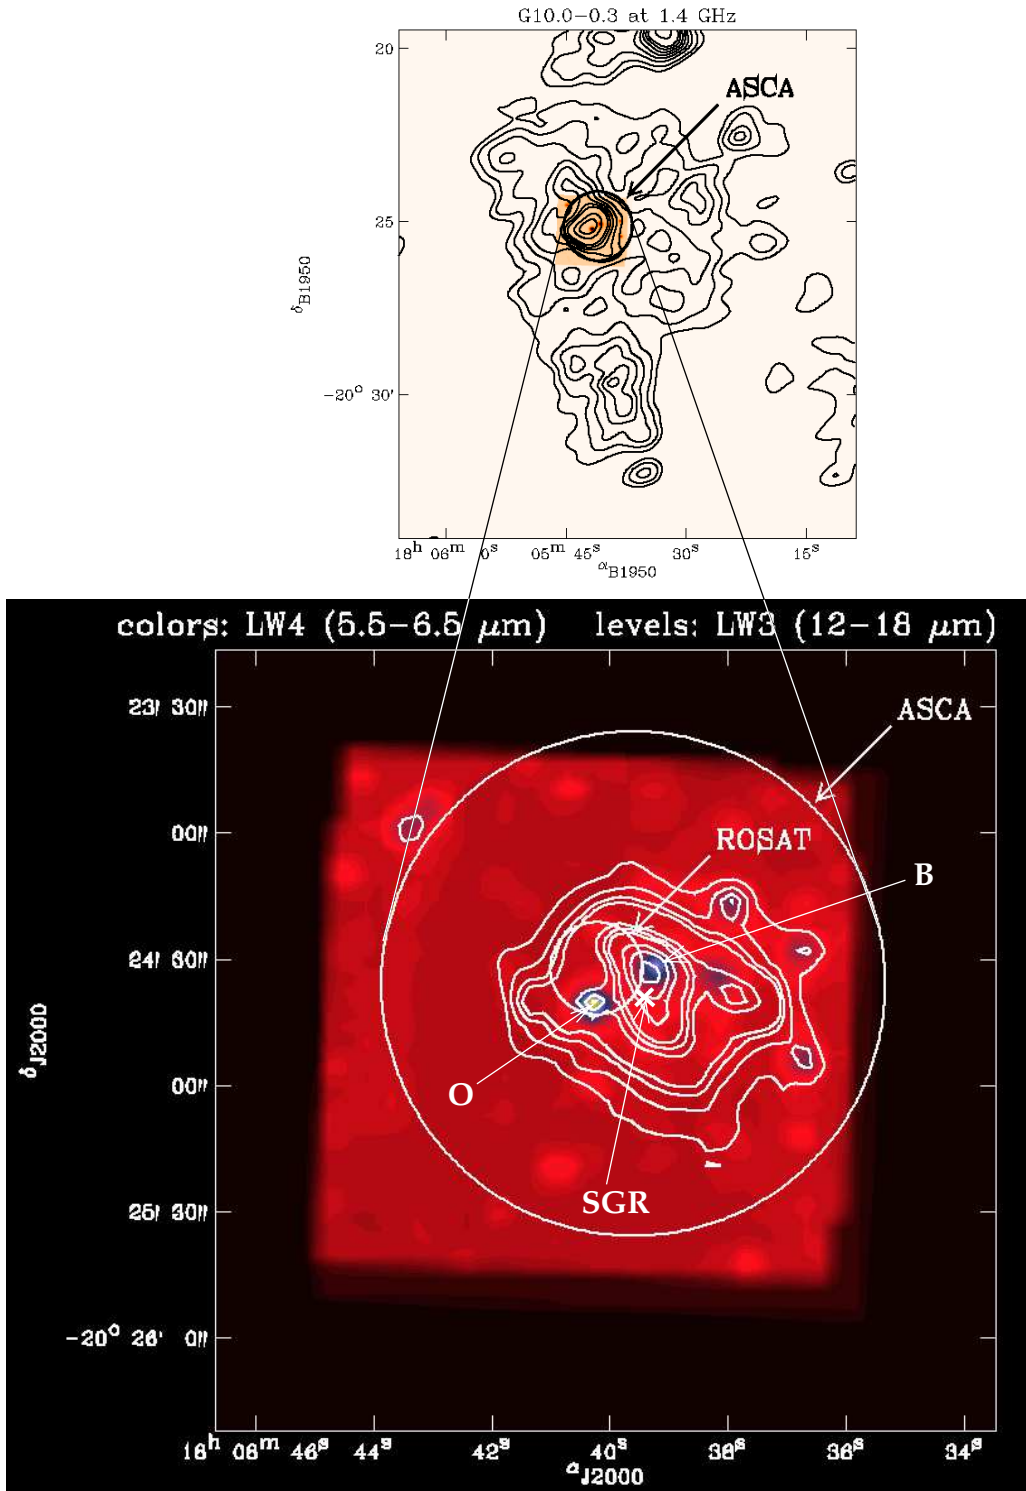 G10.0−0.3 at 1.4 GHz
20
ASCA
25
δB1950
−20° 30′
18ʰ 06ᵐ 0ˢ 05ᵐ 45ˢ 30ˢ 15ˢ
αB1950
colors: LW4 (5.5−6.5 μm) levels: LW3 (12−18 μm)
23′ 30″
ASCA
00″
ROSAT
B
24′ 30″
δJ2000
00″
O
SGR
25′ 30″
−20° 26′ 0″
18ʰ 06ᵐ 46ˢ 44ˢ 42ˢ 40ˢ 38ˢ 36ˢ 34ˢ
αJ2000